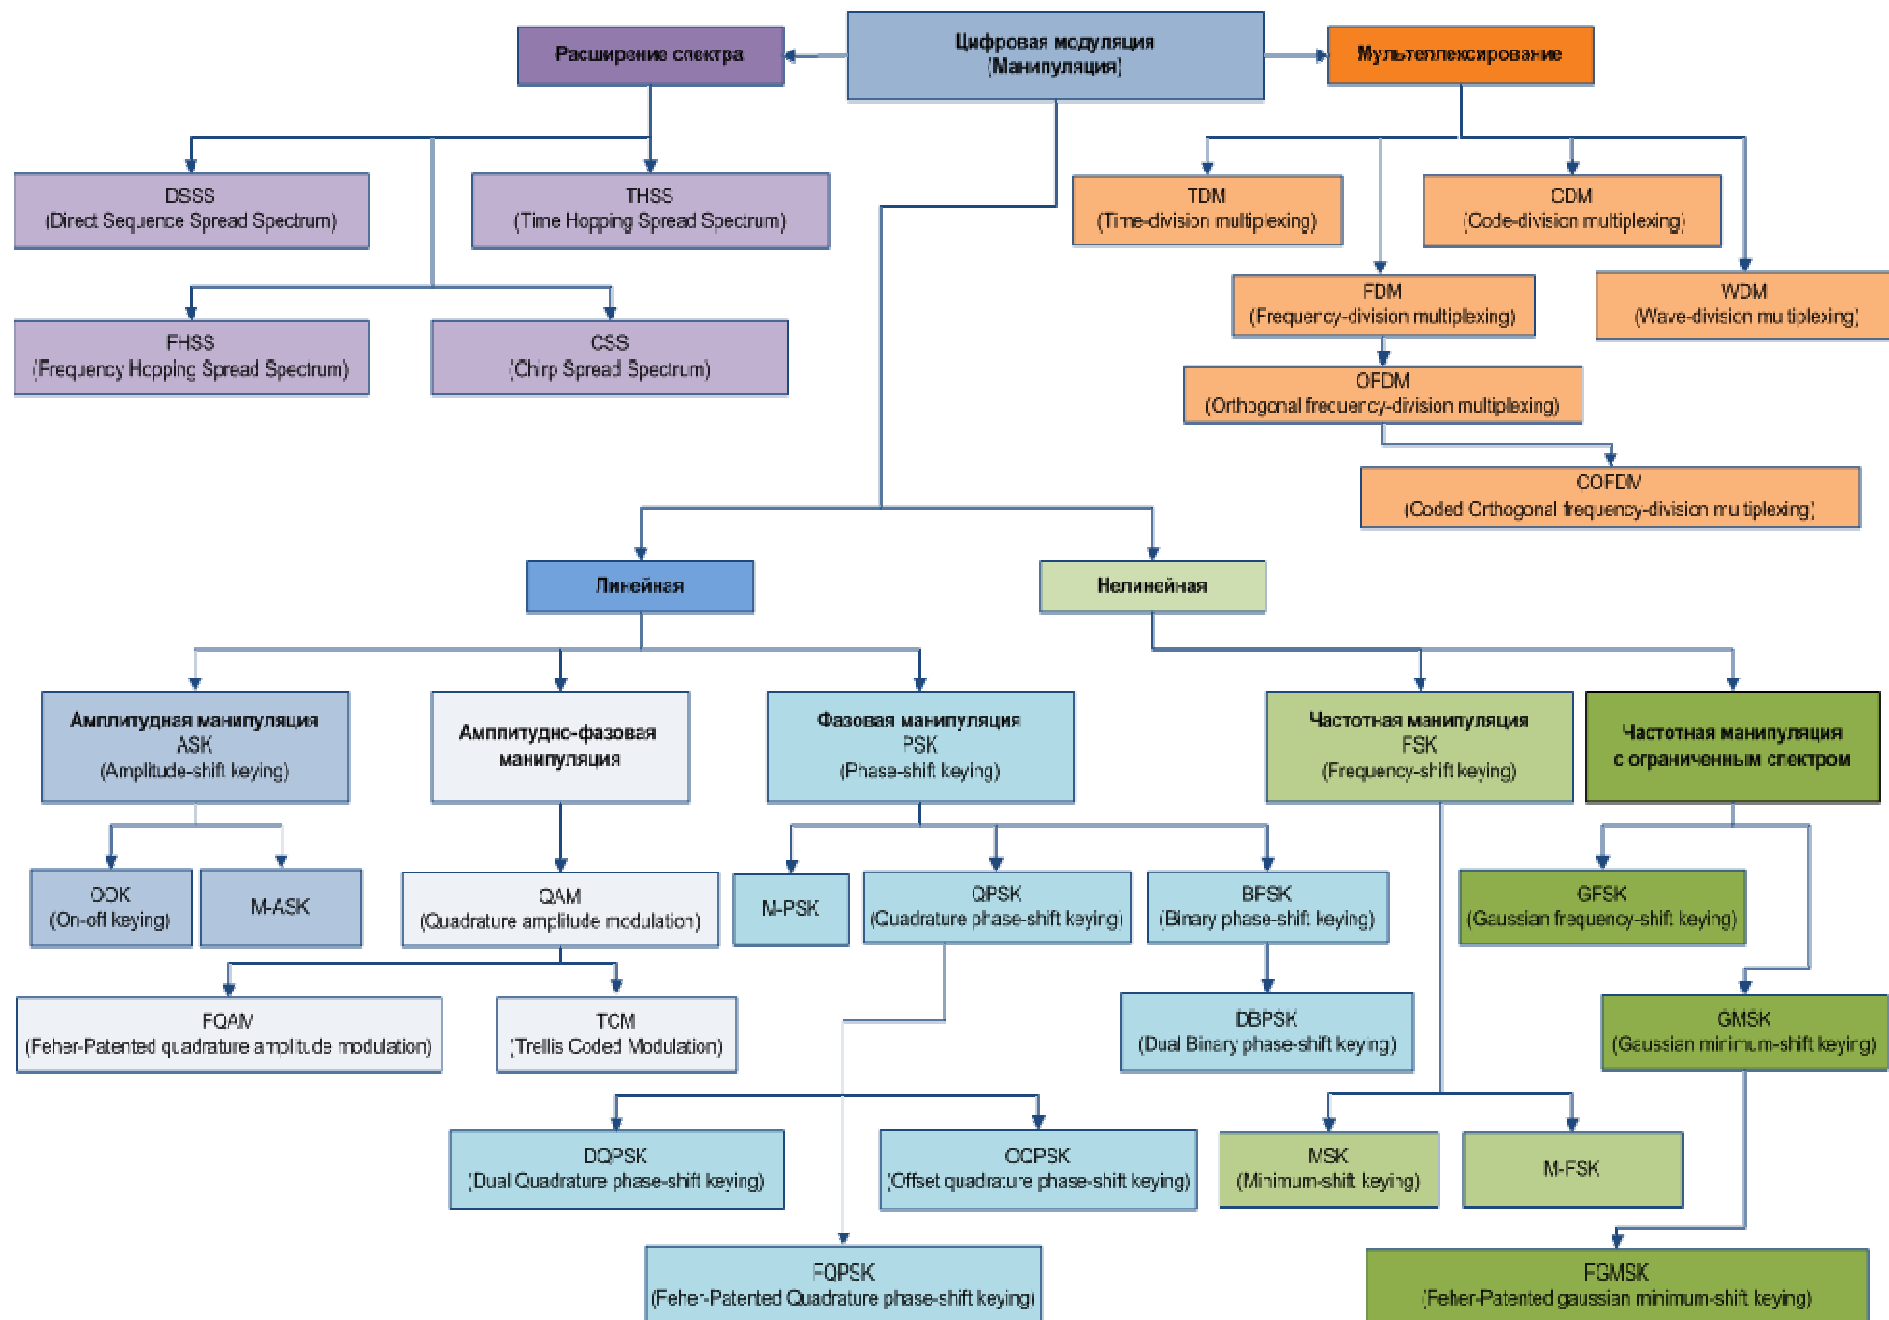 Расширение спектра
Цифровая модуляция
(Манипуляция)
Мультеплексирование
DSSS
(Direct Sequence Spread Spectrum)
THSS
(Time Hopping Spread Spectrum)
TDM
(Time-division multiplexing)
CDM
(Code-division multiplexing)
FHSS
(Frequency Hopping Spread Spectrum)
CSS
(Chirp Spread Spectrum)
FDM
(Frequency-division multiplexing)
WDM
(Wave-division multiplexing)
OFDM
(Orthogonal frequency-division multiplexing)
COFDM
(Coded Orthogonal frequency-division multiplexing)
Линейная
Нелинейная
Амплитудная манипуляция
ASK
(Amplitude-shift keying)
Амплитудно-фазовая
манипуляция
Фазовая манипуляция
PSK
(Phase-shift keying)
Частотная манипуляция
FSK
(Frequency-shift keying)
Частотная манипуляция
с ограниченным спектром
OOK
(On-off keying)
M-ASK
QAM
(Quadrature amplitude modulation)
M-PSK
QPSK
(Quadrature phase-shift keying)
BPSK
(Binary phase-shift keying)
GFSK
(Gaussian frequency-shift keying)
FQAM
(Feher-Patented quadrature amplitude modulation)
TCM
(Trellis Coded Modulation)
DBPSK
(Dual Binary phase-shift keying)
GMSK
(Gaussian minimum-shift keying)
DQPSK
(Dual Quadrature phase-shift keying)
OQPSK
(Offset quadrature phase-shift keying)
MSK
(Minimum-shift keying)
M-FSK
FQPSK
(Feher-Patented Quadrature phase-shift keying)
FGMSK
(Feher-Patented gaussian minimum-shift keying)